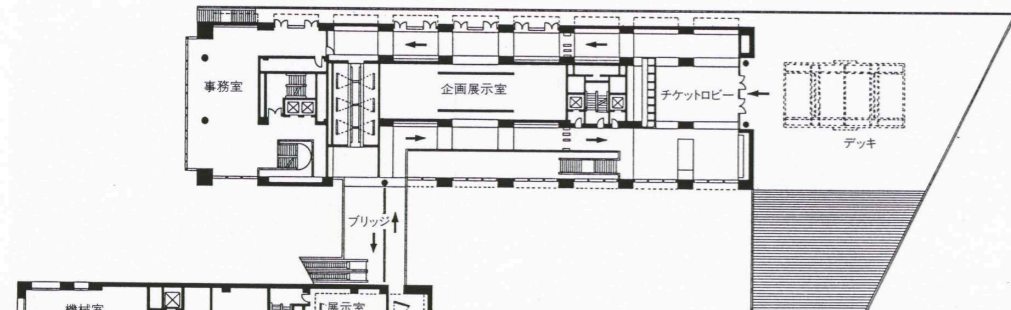 事務室
企画展示室
チケットロビー
デッキ
ブリッジ
機械室
展示室